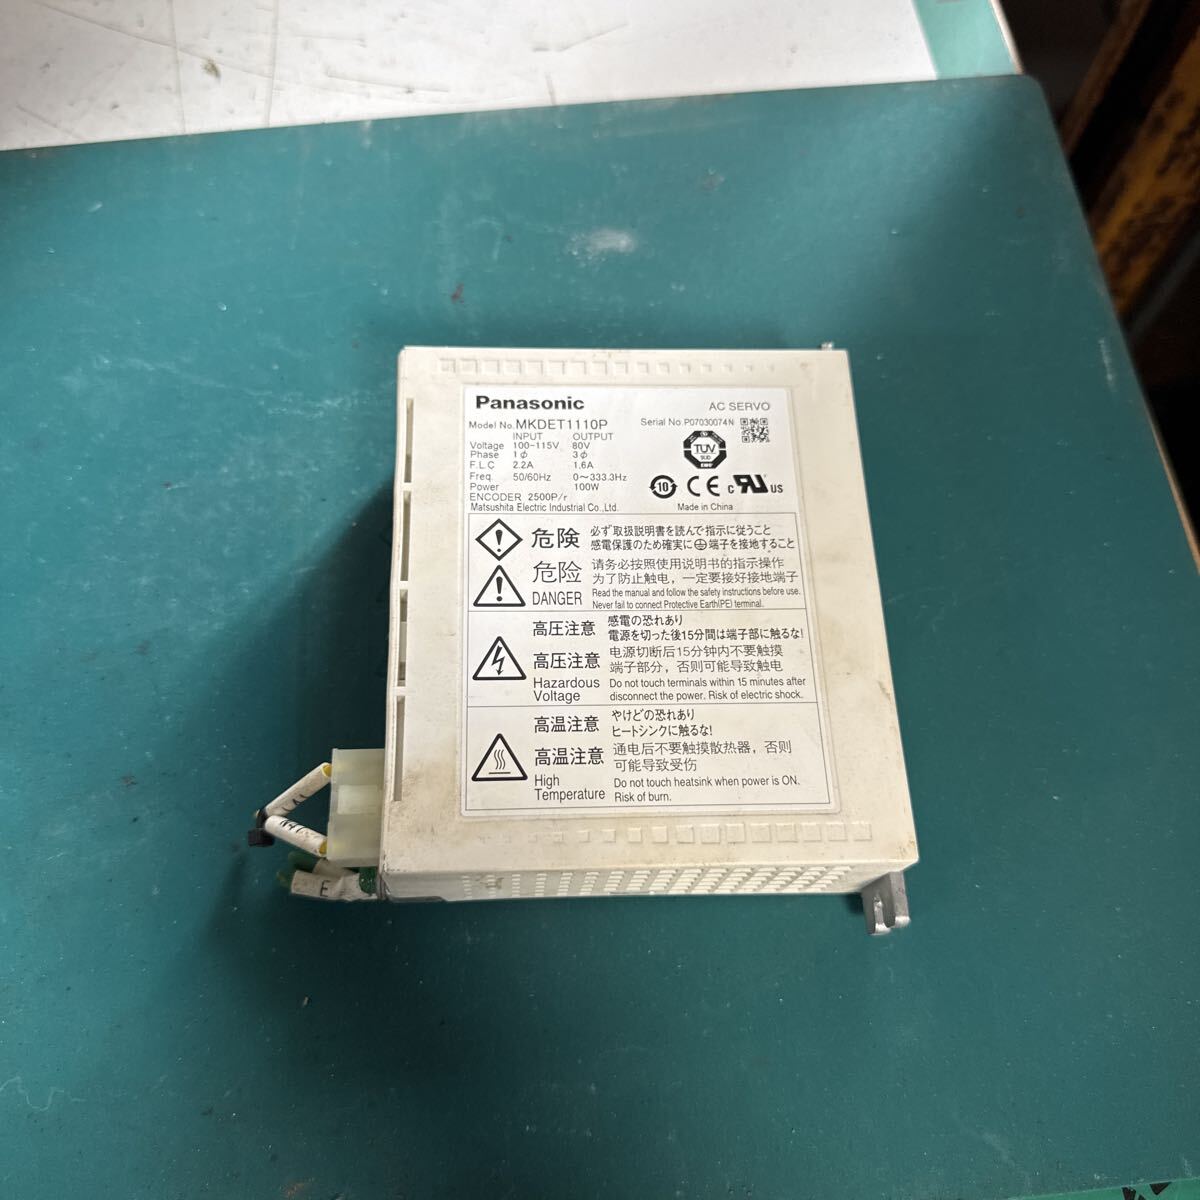 Panasonic
AC SERVO
Model No. MKDET1110P
Serial No. P07030074N
INPUT OUTPUT
Voltage 100-115V 80V
Phase 1φ 3φ
F.L.C 2.2A 1.6A
Freq. 50/60Hz 0~333.3Hz
Power 100W
ENCODER 2500P/r
Matsushita Electric Industrial Co.,Ltd.
TÜV
SÜD
10 CE c RU US
Made in China
危険 必ず取扱説明書を読んで指示に従うこと
感電保護のため確実に⏚端子を接地すること
危险 请务必按照使用说明书的指示操作
为了防止触电，一定要接好接地端子
DANGER Read the manual and follow the safety instructions before use.
Never fail to connect Protective Earth(PE) terminal.
高圧注意 感電の恐れあり
電源を切った後15分間は端子部に触るな!
高压注意 电源切断后15分钟内不要触摸
端子部分，否则可能导致触电
Hazardous Voltage Do not touch terminals within 15 minutes after
disconnect the power. Risk of electric shock.
高温注意 やけどの恐れあり
ヒートシンクに触るな!
高温注意 通电后不要触摸散热器，否则
可能导致受伤
High Temperature Do not touch heatsink when power is ON.
Risk of burn.
E